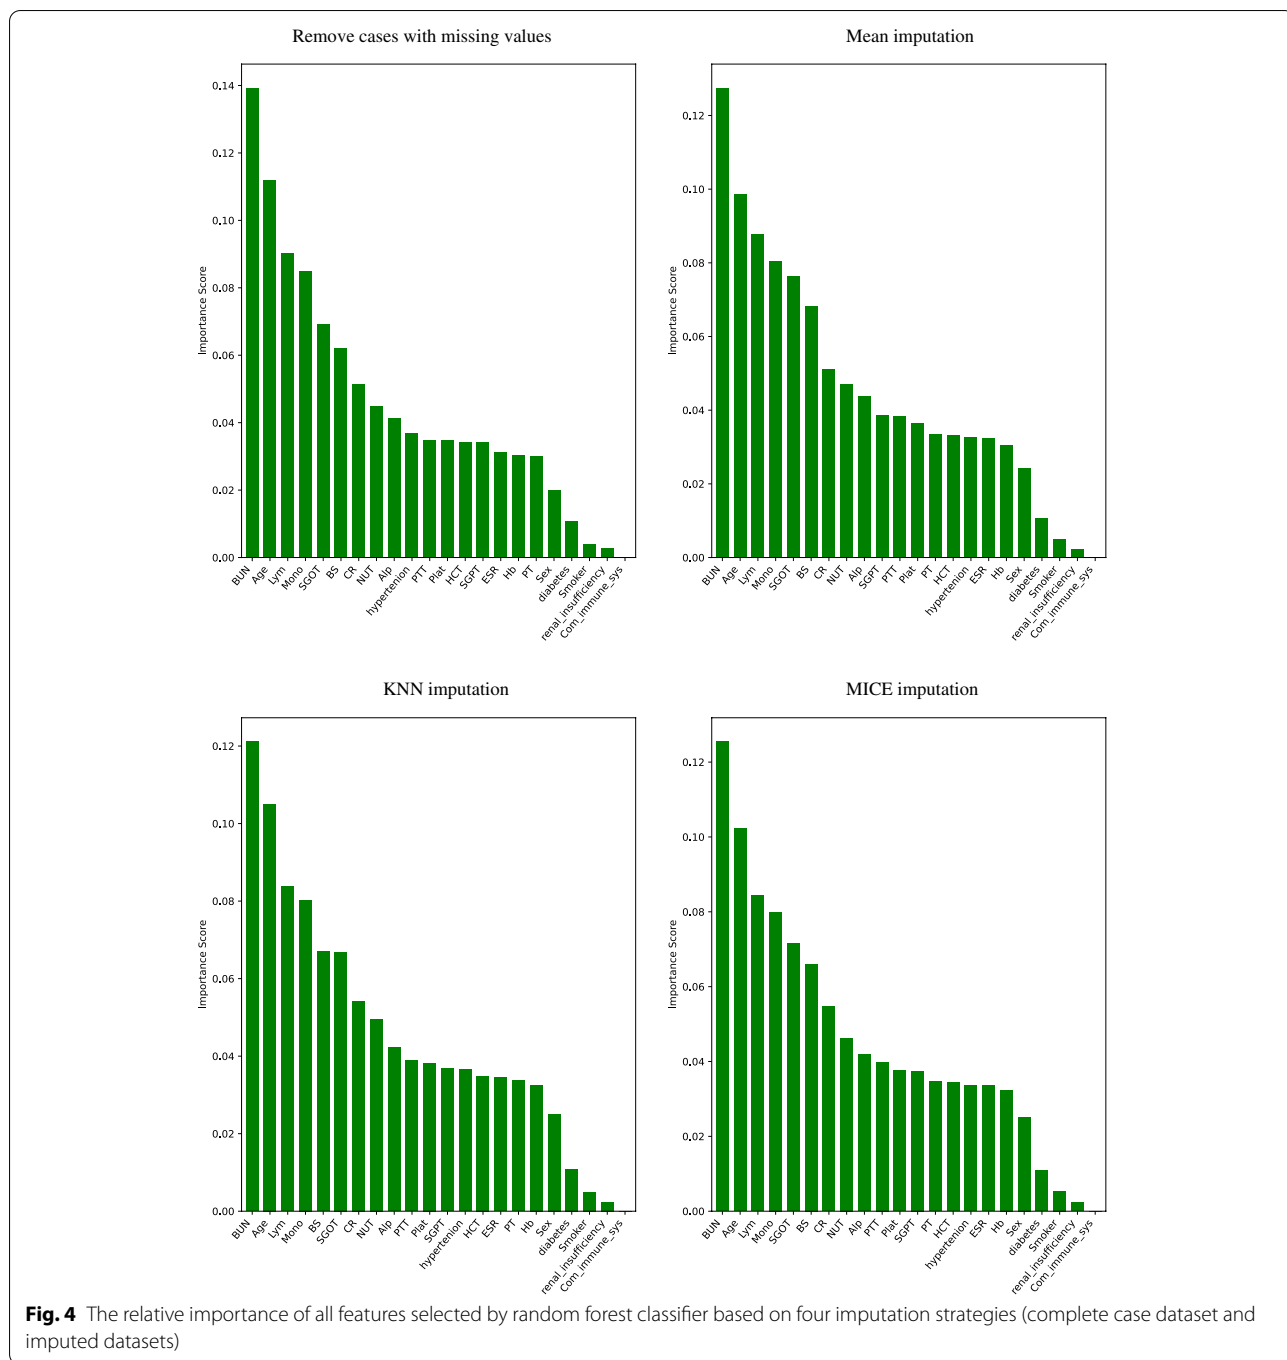 Remove cases with missing values
0.14
0.12
0.10
0.08
0.06
0.04
0.02
0.00
Importance Score
BUN
Age
Lym
Mono
SGOT
BS
CR
NUT
Alp
hypertenion
PTT
Plat
HCT
SGPT
ESR
Hb
PT
Sex
diabetes
Smoker
renal_insufficiency
Com_immune_sys
Mean imputation
0.12
0.10
0.08
0.06
0.04
0.02
0.00
Importance Score
BUN
Age
Lym
Mono
SGOT
BS
CR
NUT
Alp
SGPT
PTT
Plat
PT
HCT
hypertenion
ESR
Hb
Sex
diabetes
Smoker
renal_insufficiency
Com_immune_sys
KNN imputation
0.12
0.10
0.08
0.06
0.04
0.02
0.00
Importance Score
BUN
Age
Lym
Mono
BS
SGOT
CR
NUT
Alp
PTT
Plat
SGPT
hypertenion
HCT
ESR
PT
Hb
Sex
diabetes
Smoker
renal_insufficiency
Com_immune_sys
MICE imputation
0.12
0.10
0.08
0.06
0.04
0.02
0.00
Importance Score
BUN
Age
Lym
Mono
SGOT
BS
CR
NUT
Alp
PTT
Plat
SGPT
PT
HCT
hypertenion
ESR
Hb
Sex
diabetes
Smoker
renal_insufficiency
Com_immune_sys
Fig. 4 The relative importance of all features selected by random forest classifier based on four imputation strategies (complete case dataset and
imputed datasets)